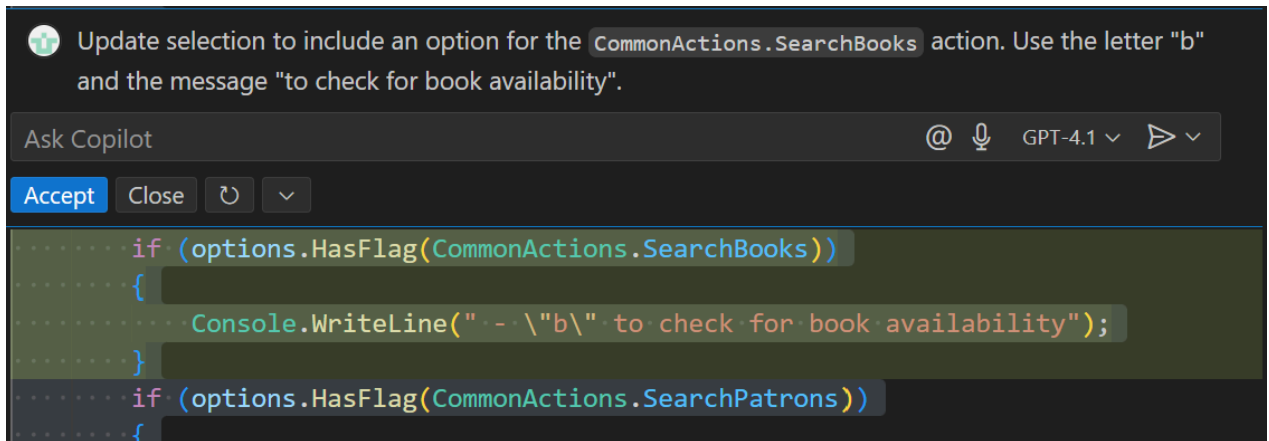 Update selection to include an option for the CommonActions.SearchBooks action. Use the letter "b"
and the message "to check for book availability".
Ask Copilot
@ GPT-4.1
Accept Close
if (options.HasFlag(CommonActions.SearchBooks))
{
Console.WriteLine(" - \"b\" to check for book availability");
}
if (options.HasFlag(CommonActions.SearchPatrons))
{